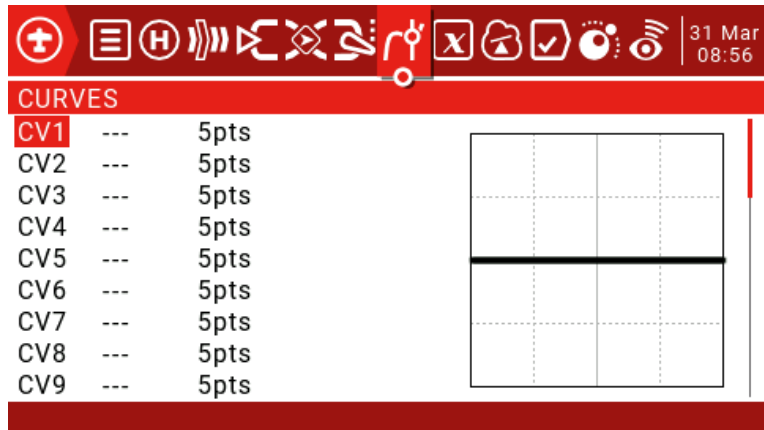 H x 31 Mar
08:56
CURVES
CV1 --- 5pts
CV2 --- 5pts
CV3 --- 5pts
CV4 --- 5pts
CV5 --- 5pts
CV6 --- 5pts
CV7 --- 5pts
CV8 --- 5pts
CV9 --- 5pts